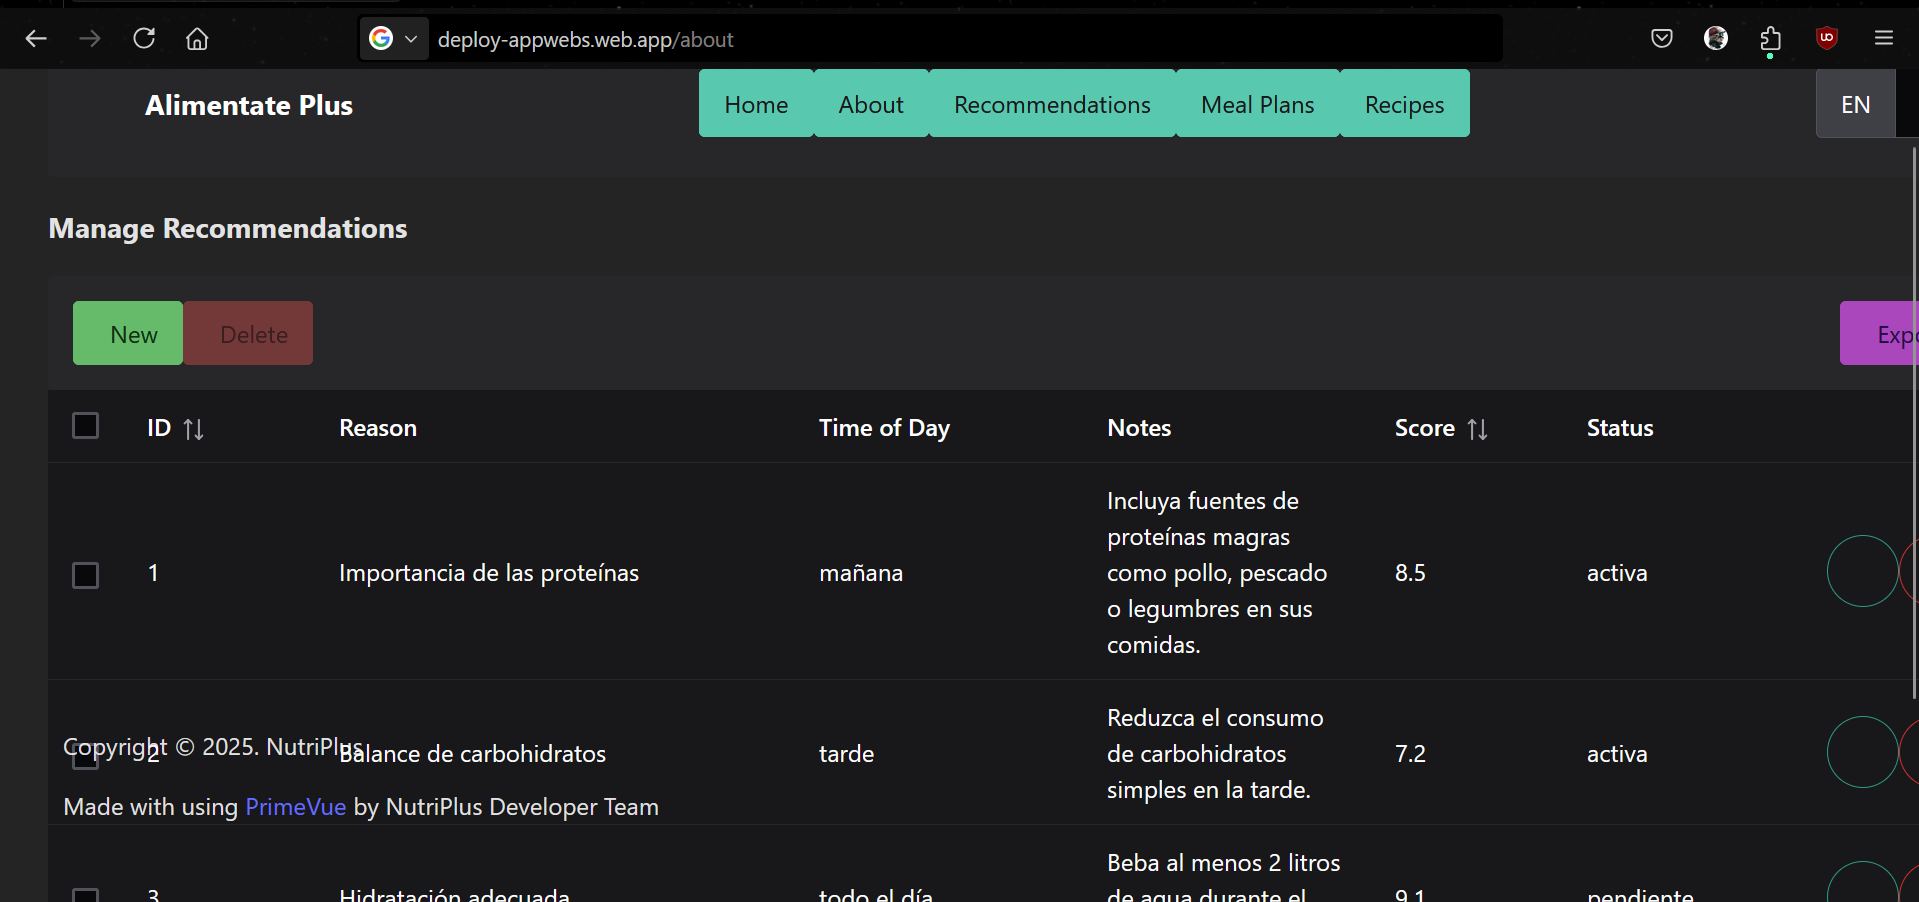 deploy-appwebs.web.app/about
Alimentate Plus
Home About Recommendations Meal Plans Recipes
EN
Manage Recommendations
New Delete
ID Reason Time of Day Notes Score Status
1 Importancia de las proteínas mañana
Incluya fuentes de
proteínas magras
como pollo, pescado
o legumbres en sus
comidas.
8.5 activa
2 Balance de carbohidratos tarde
Reduzca el consumo
de carbohidratos
simples en la tarde.
7.2 activa
Copyright © 2025. NutriPlus
Made with using PrimeVue by NutriPlus Developer Team
3 Hidratación adecuada todo el día
Beba al menos 2 litros
de agua durante el
9.1 pendiente